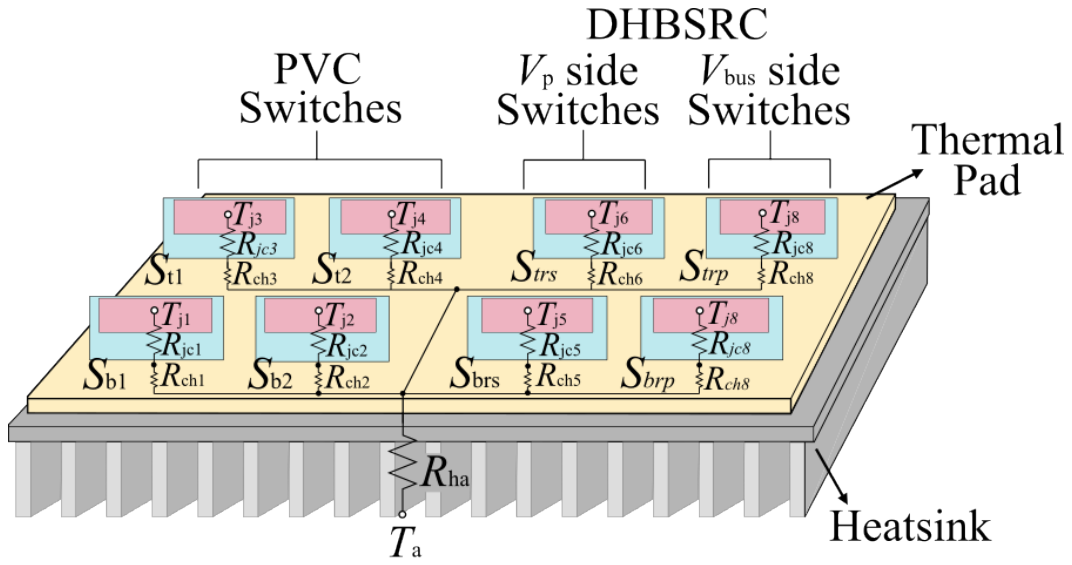 DHBSRC
PVC
Switches
Vp side
Switches
Vbus side
Switches
Thermal
Pad
Tj3
Rjc3
Rch3
St1
Tj4
Rjc4
Rch4
St2
Tj6
Rjc6
Rch6
Strs
Tj8
Rjc8
Rch8
Strp
Tj1
Rjc1
Rch1
Sb1
Tj2
Rjc2
Rch2
Sb2
Tj5
Rjc5
Rch5
Sbrs
Tj8
Rjc8
Rch8
Sbrp
Rha
Ta
Heatsink